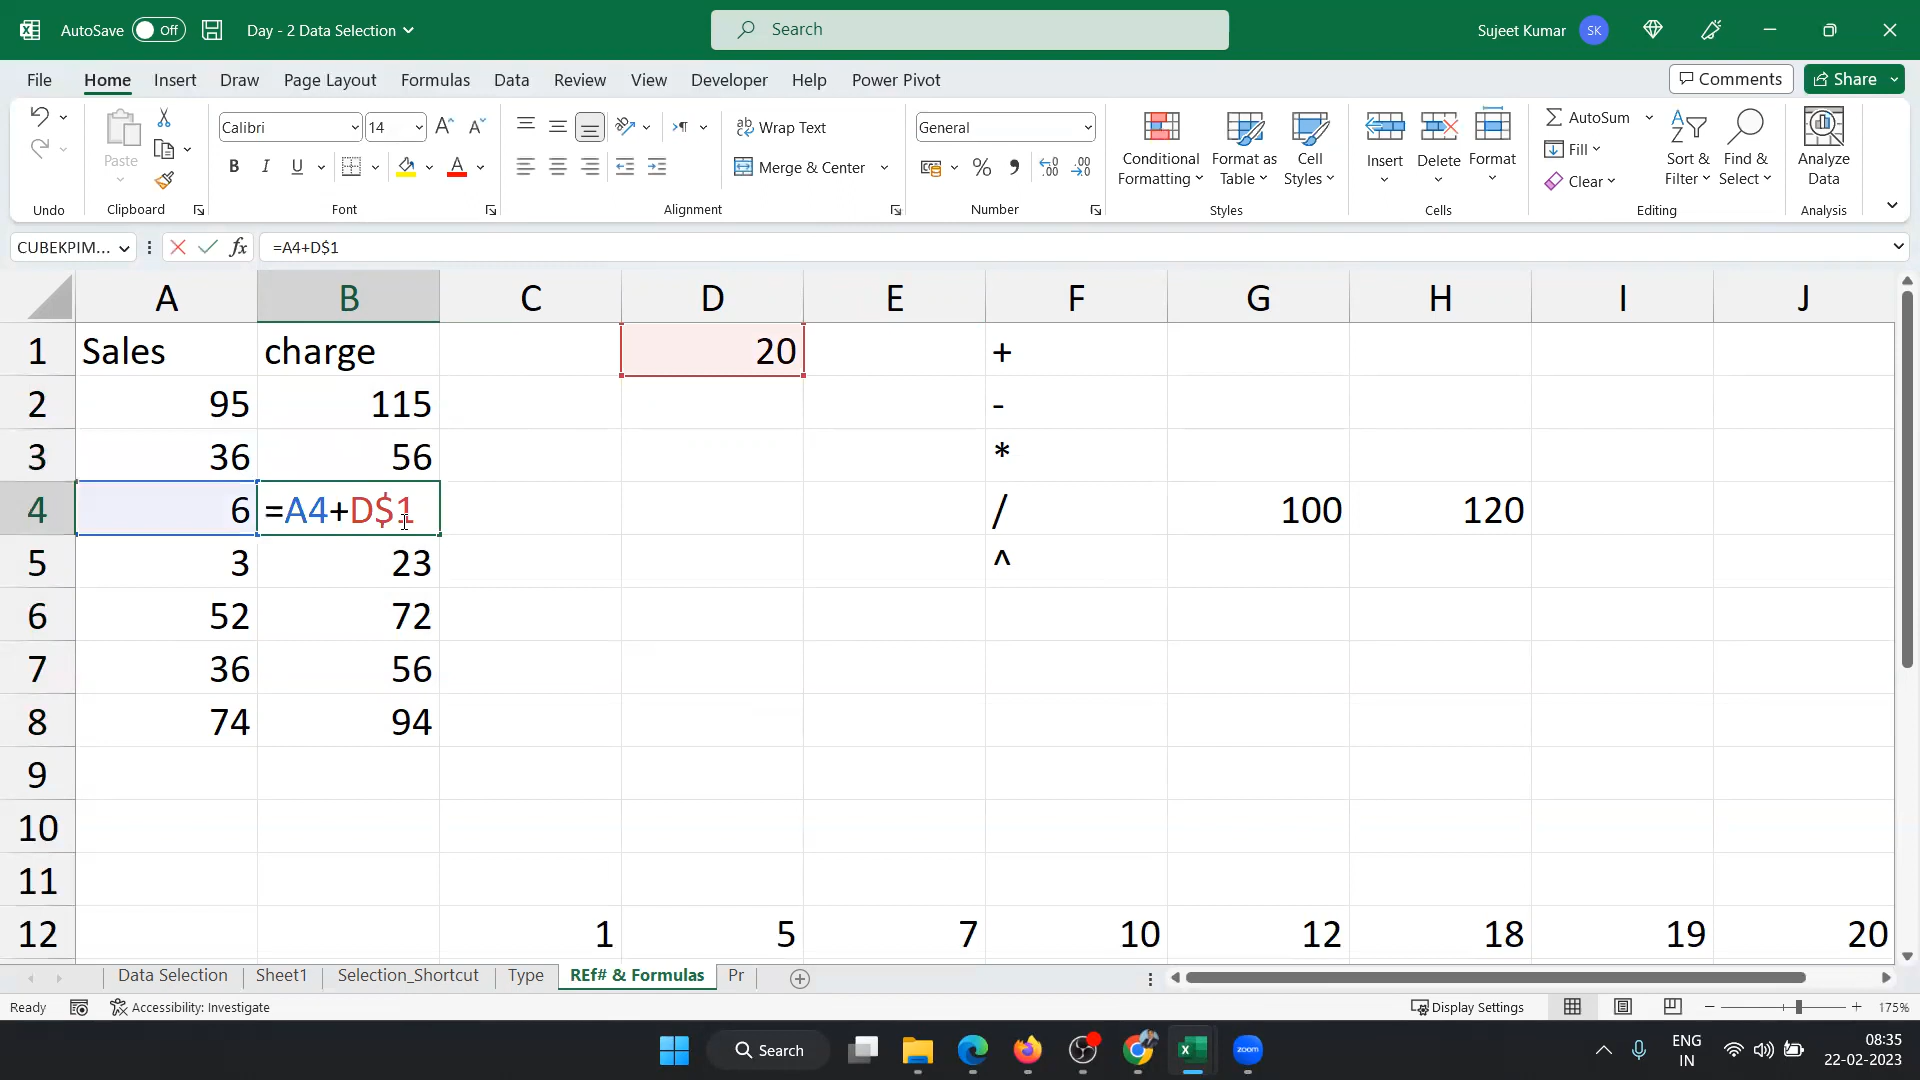 AutoSave Off Day - 2 Data Selection Search Sujeet Kumar SK
File Home Insert Draw Page Layout Formulas Data Review View Developer Help Power Pivot Comments Share
Calibri 14 Wrap Text General
Paste B I U Merge & Center % , Conditional Formatting Format as Table Cell Styles Insert Delete Format AutoSum Fill Clear Sort & Filter Find & Select Analyze Data
Undo Clipboard Font Alignment Number Styles Cells Editing Analysis
CUBEKPIM... fx =A4+D$1
A B C D E F G H I J
1 Sales charge 20 +
2 95 115 -
3 36 56 *
4 6 =A4+D$1 / 100 120
5 3 23 ^
6 52 72
7 36 56
8 74 94
9
10
11
12 1 5 7 10 12 18 19 20
Data Selection Sheet1 Selection_Shortcut Type REf# & Formulas Pr
Ready Accessibility: Investigate Display Settings 175%
Search zoom ENG IN 08:35 22-02-2023